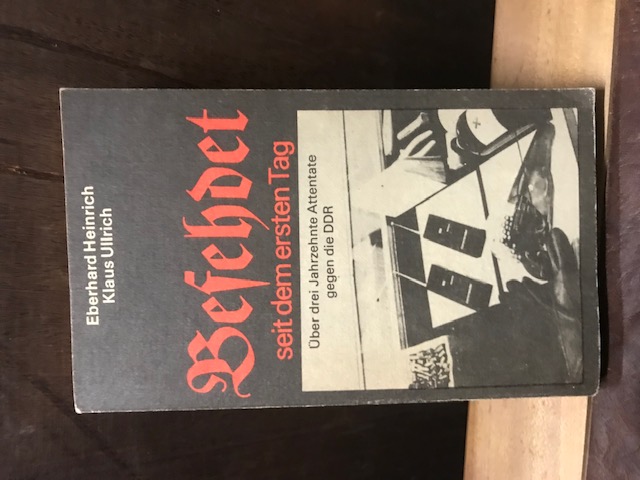 Eberhard Heinrich
Klaus Ullrich
Befehdet
seit dem ersten Tag
Über drei Jahrzehnte Attentate
gegen die DDR